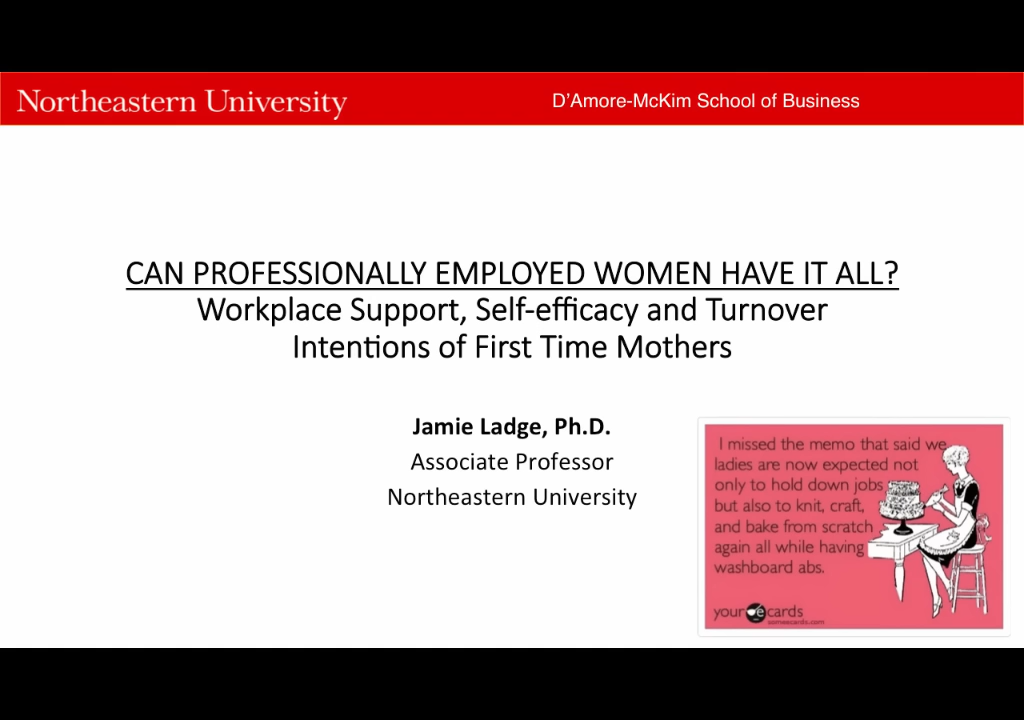 Northeastern University
D'Amore-McKim School of Business
CAN PROFESSIONALLY EMPLOYED WOMEN HAVE IT ALL?
Workplace Support, Self-efficacy and Turnover
Intentions of First Time Mothers
Jamie Ladge, Ph.D.
Associate Professor
Northeastern University
I missed the memo that said we
ladies are now expected not
only to hold down jobs
but also to knit, craft,
and bake from scratch
again all while having
washboard abs.
your e cards
someecards.com